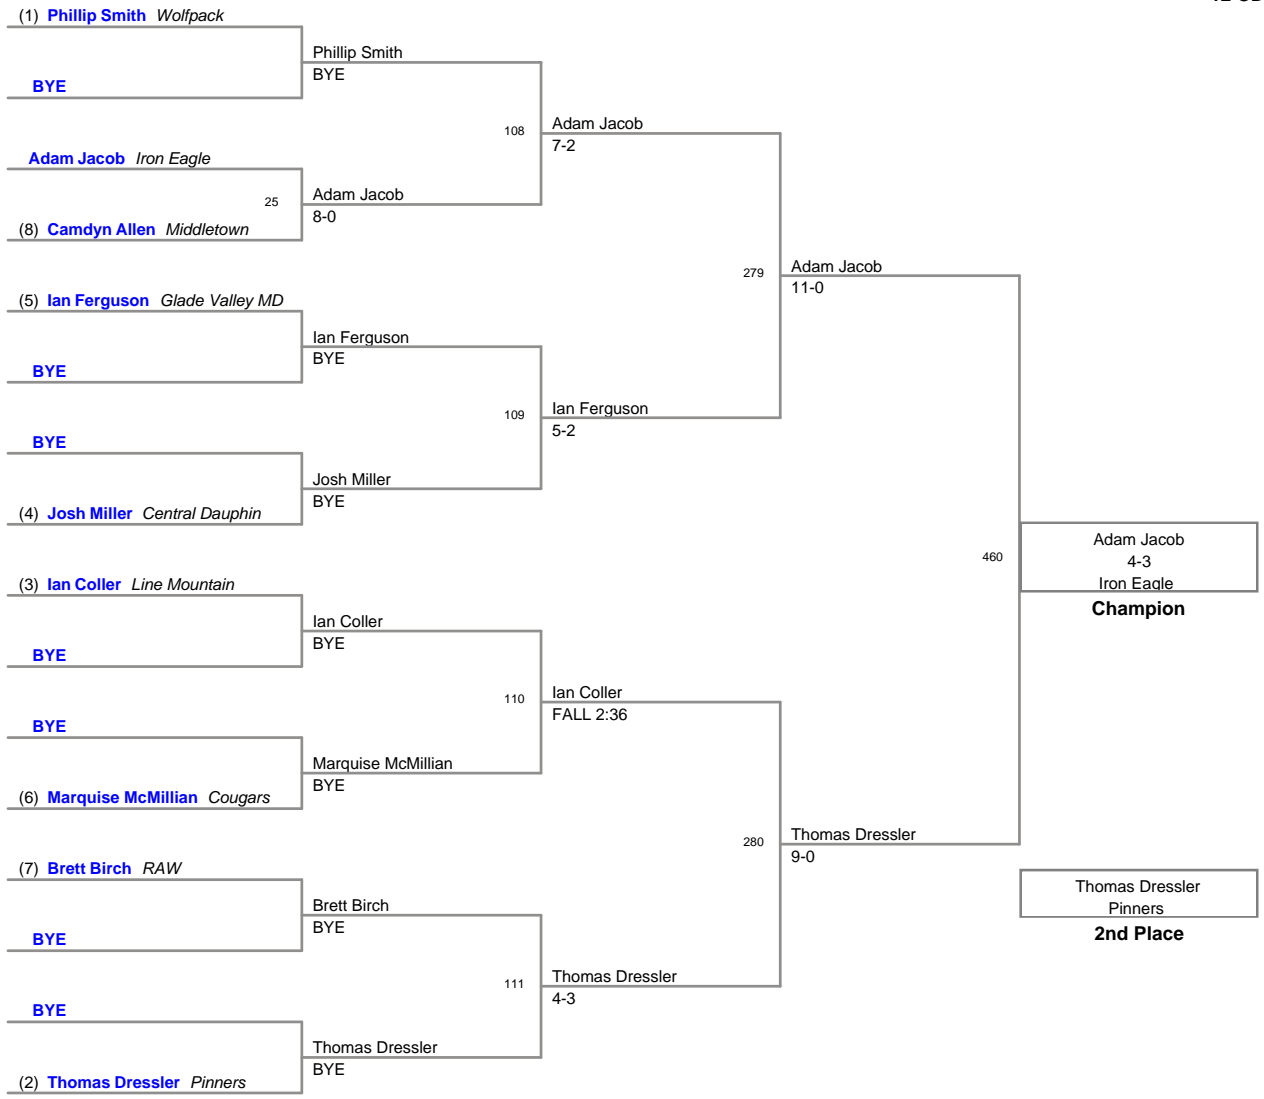 (1) Phillip Smith Wolfpack
Phillip Smith
BYE
BYE
108
Adam Jacob
7-2
Adam Jacob Iron Eagle
25
Adam Jacob
8-0
(8) Camdyn Allen Middletown
279
Adam Jacob
11-0
(5) Ian Ferguson Glade Valley MD
Ian Ferguson
BYE
BYE
109
Ian Ferguson
5-2
BYE
Josh Miller
BYE
(4) Josh Miller Central Dauphin
460
Adam Jacob
4-3
Iron Eagle
Champion
(3) Ian Coller Line Mountain
Ian Coller
BYE
BYE
110
Ian Coller
FALL 2:36
BYE
Marquise McMillian
BYE
(6) Marquise McMillian Cougars
280
Thomas Dressler
9-0
(7) Brett Birch RAW
Brett Birch
BYE
BYE
Thomas Dressler
Pinners
2nd Place
111
Thomas Dressler
4-3
BYE
Thomas Dressler
BYE
(2) Thomas Dressler Pinners